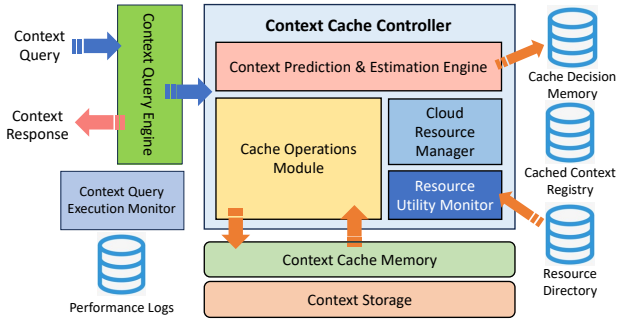 Context
Query
Context
Response
Context Query Engine
Context Query
Execution Monitor
Performance Logs
Context Cache Controller
Context Prediction & Estimation Engine
Cache Operations
Module
Cloud
Resource
Manager
Resource
Utility Monitor
Context Cache Memory
Context Storage
Cache Decision
Memory
Cached Context
Registry
Resource
Directory